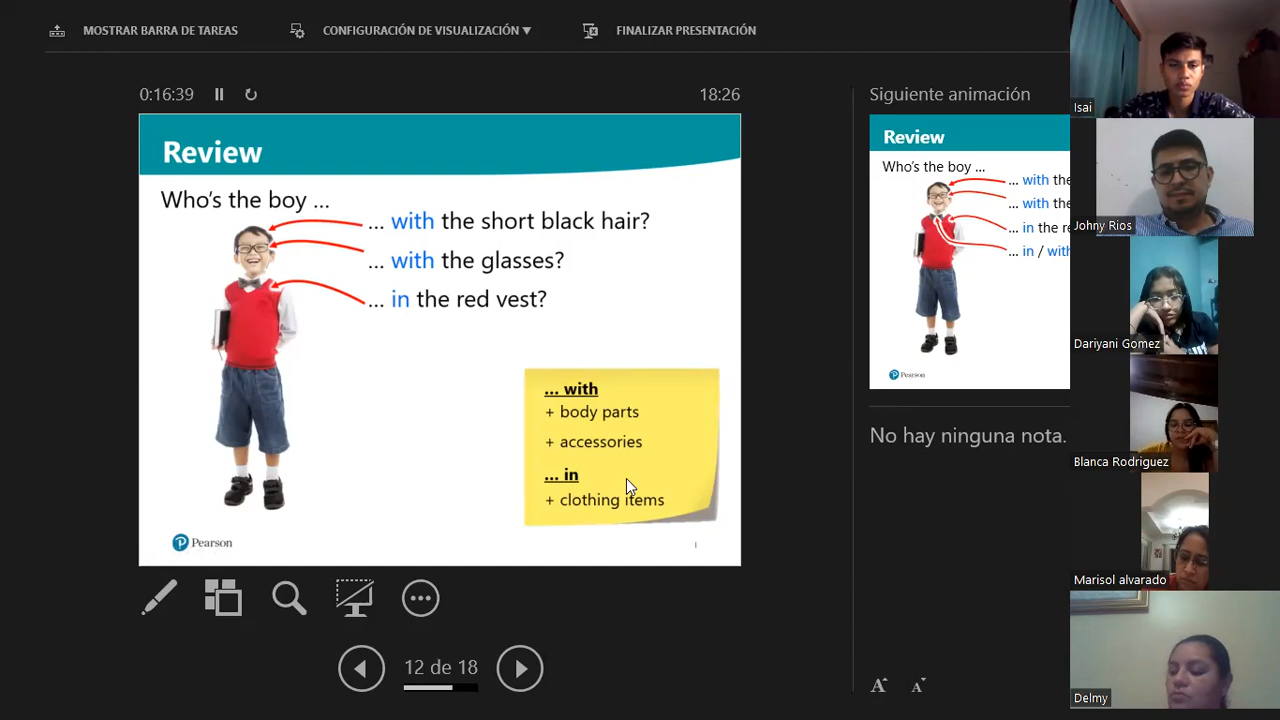 MOSTRAR BARRA DE TAREAS
CONFIGURACIÓN DE VISUALIZACIÓN ▼
FINALIZAR PRESENTACIÓN
0:16:39
18:26
Review
Who's the boy ...
... with the short black hair?
... with the glasses?
... in the red vest?
... with
+ body parts
+ accessories
... in
+ clothing items
Pearson
12 de 18
Siguiente animación
Review
Who's the boy ...
... with the
... with the
... in the re
... in / with
Pearson
No hay ninguna nota.
A A
Isai
Johny Rios
Dariyani Gomez
Blanca Rodriguez
Marisol alvarado
Delmy